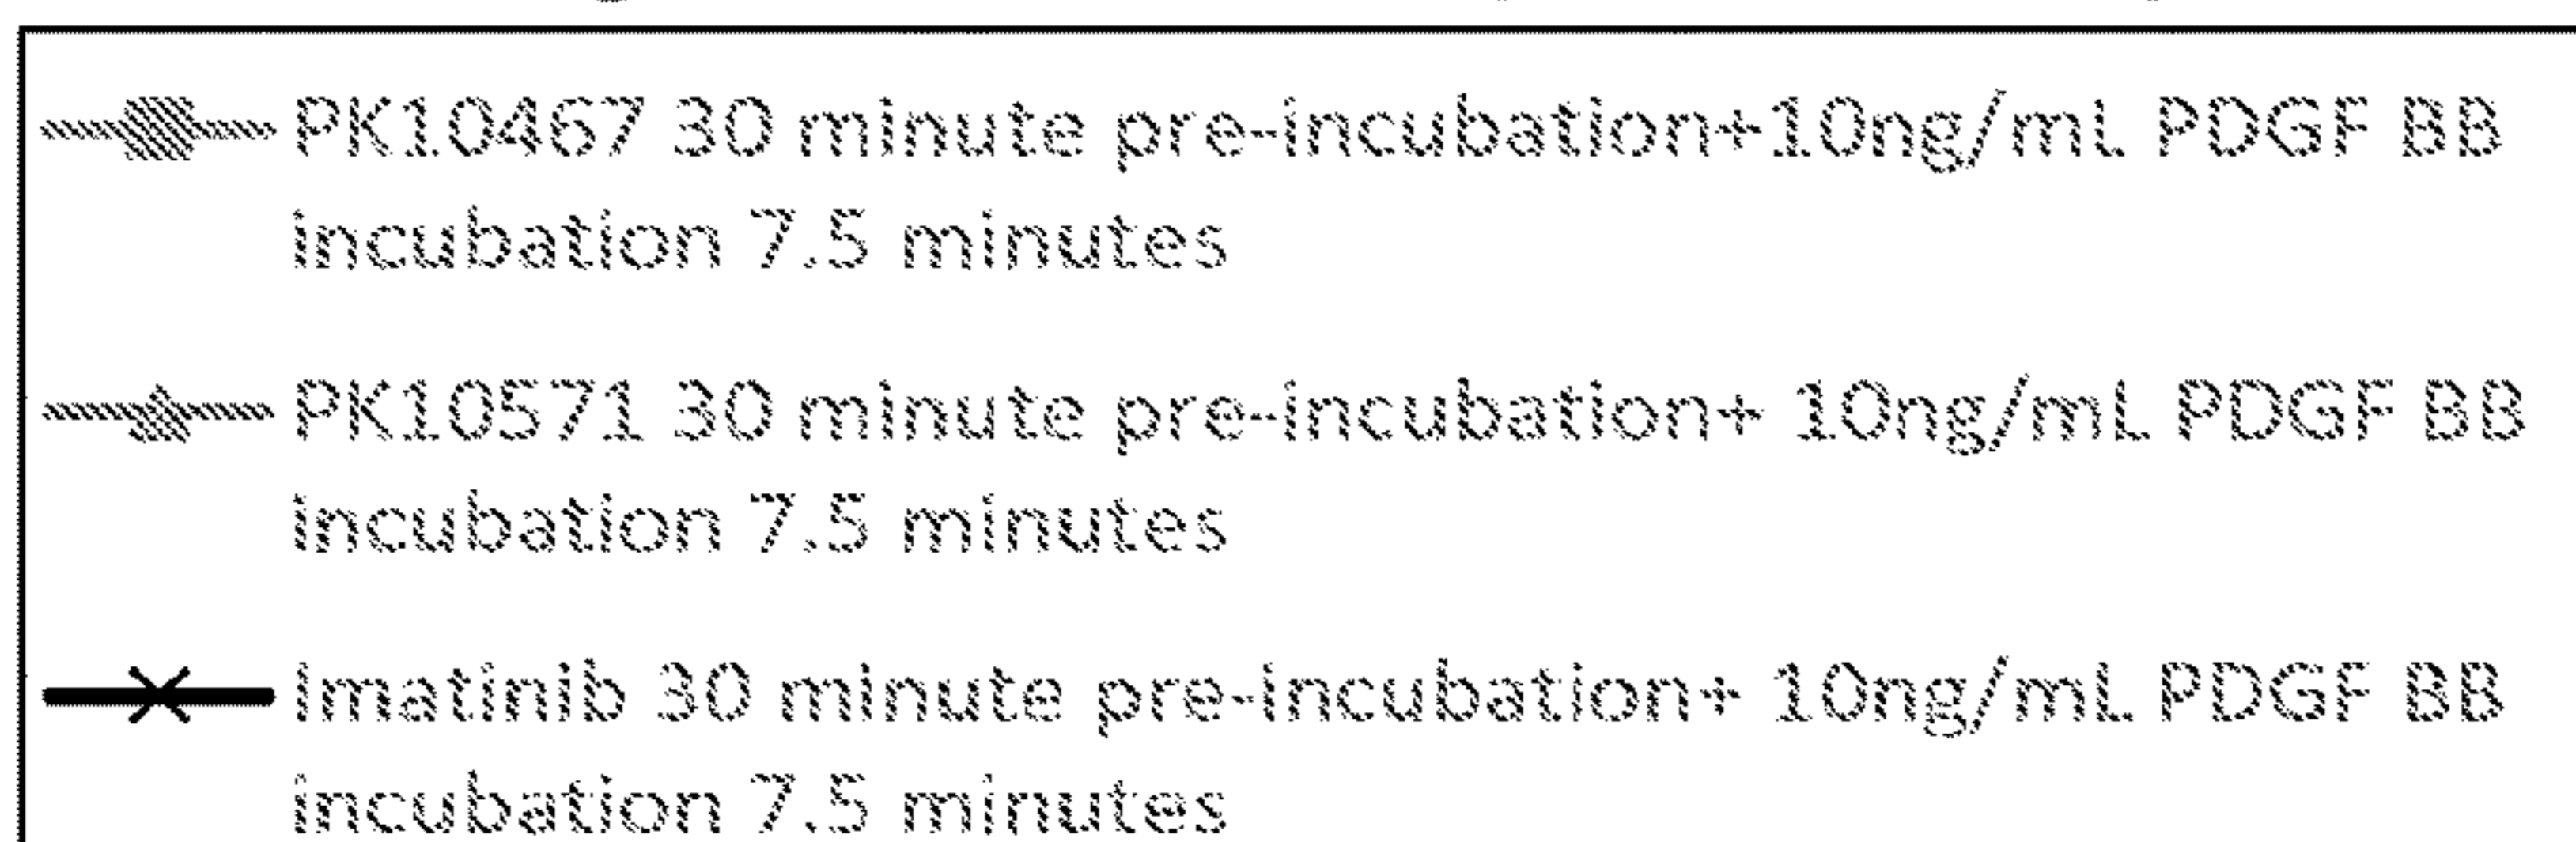 PK10467 30 minute pre-incubation+10ng/mL PDGF BB
incubation 7.5 minutes
PK10571 30 minute pre-incubation+ 10ng/mL PDGF BB
incubation 7.5 minutes
Imatinib 30 minute pre-incubation+ 10ng/mL PDGF BB
incubation 7.5 minutes